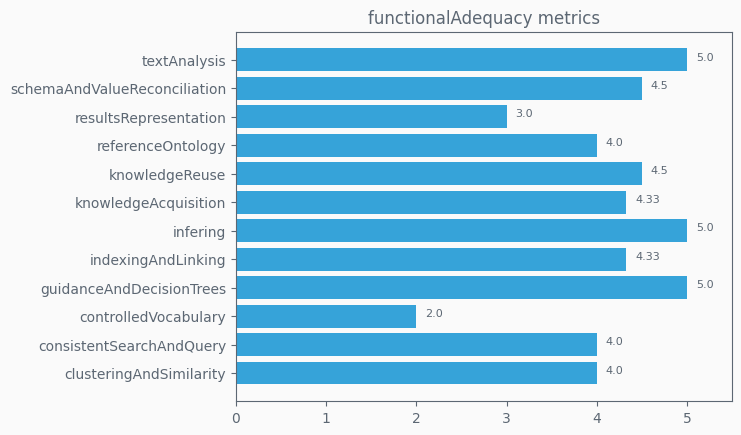 functionalAdequacy metrics
textAnalysis 5.0
schemaAndValueReconciliation 4.5
resultsRepresentation 3.0
referenceOntology 4.0
knowledgeReuse 4.5
knowledgeAcquisition 4.33
infering 5.0
indexingAndLinking 4.33
guidanceAndDecisionTrees 5.0
controlledVocabulary 2.0
consistentSearchAndQuery 4.0
clusteringAndSimilarity 4.0
0 1 2 3 4 5